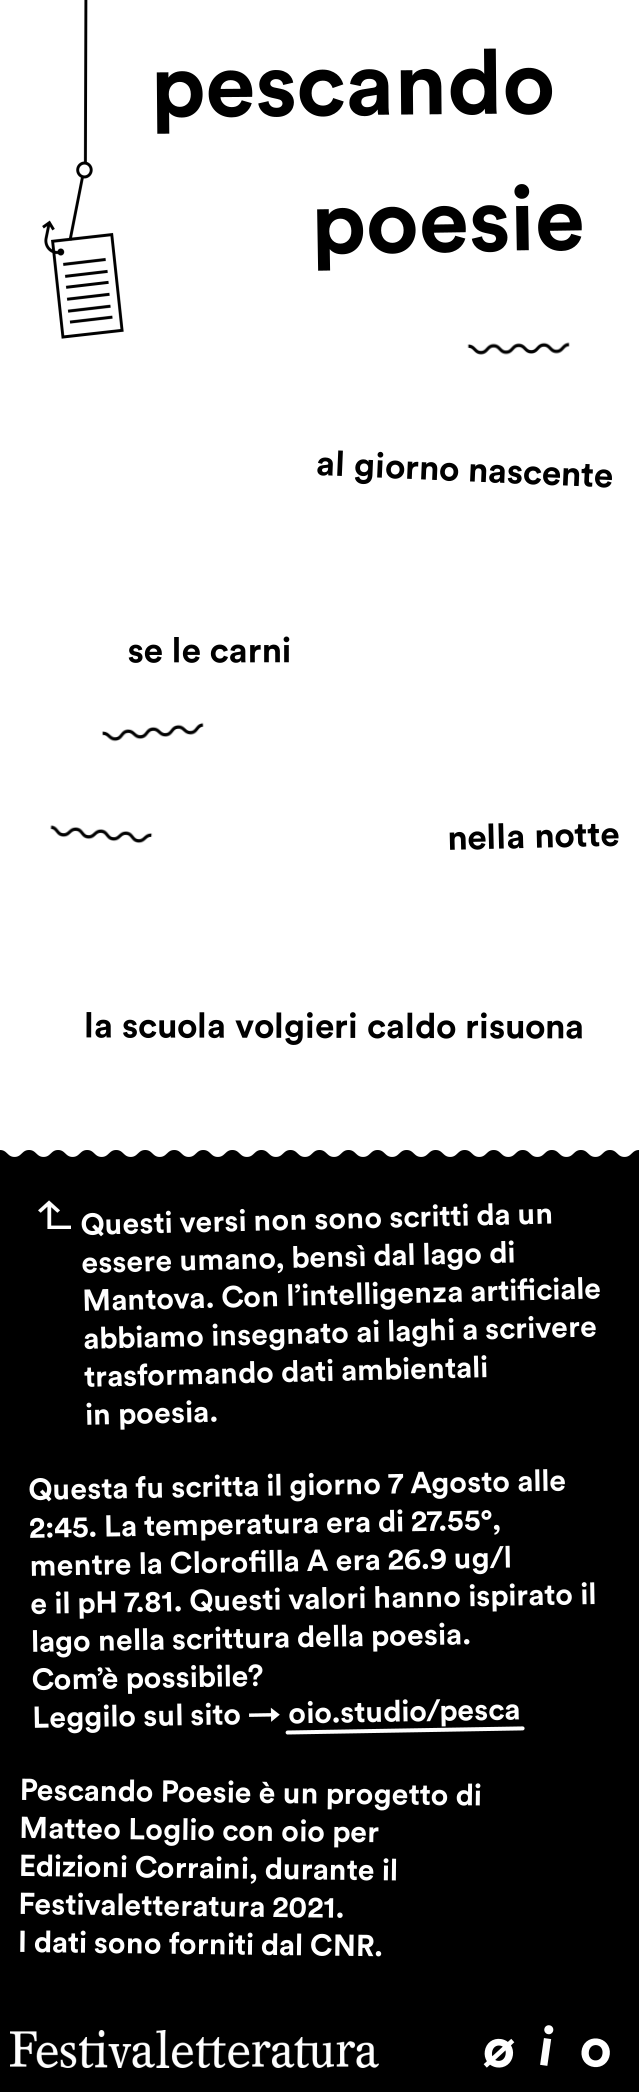 pescando
poesie
al giorno nascente
se le carni
nella notte
la scuola volgieri caldo risuona
Questi versi non sono scritti da un
essere umano, bensì dal lago di
Mantova. Con l’intelligenza artificiale
abbiamo insegnato ai laghi a scrivere
trasformando dati ambientali
in poesia.
Questa fu scritta il giorno 7 Agosto alle
2:45. La temperatura era di 27.55°,
mentre la Clorofilla A era 26.9 ug/l
e il pH 7.81. Questi valori hanno ispirato il
lago nella scrittura della poesia.
Com’è possibile?
Leggilo sul sito → oio.studio/pesca
Pescando Poesie è un progetto di
Matteo Loglio con oio per
Edizioni Corraini, durante il
Festivaletteratura 2021.
I dati sono forniti dal CNR.
Festivaletteratura
ø i o